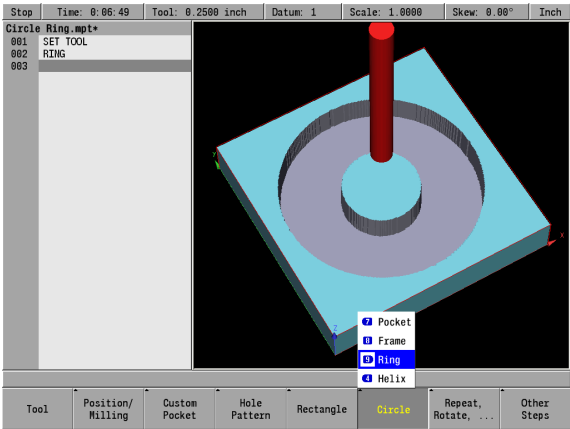 Stop Time: 0:06:49 Tool: 0.2500 inch Datum: 1 Scale: 1.0000 Skew: 0.00° Inch
Circle Ring.mpt*
001 SET TOOL
002 RING
003
Y
X
Z
7 Pocket
8 Frame
9 Ring
4 Helix
Tool
Position/
Milling
Custom
Pocket
Hole
Pattern
Rectangle
Circle
Repeat,
Rotate, ...
Other
Steps